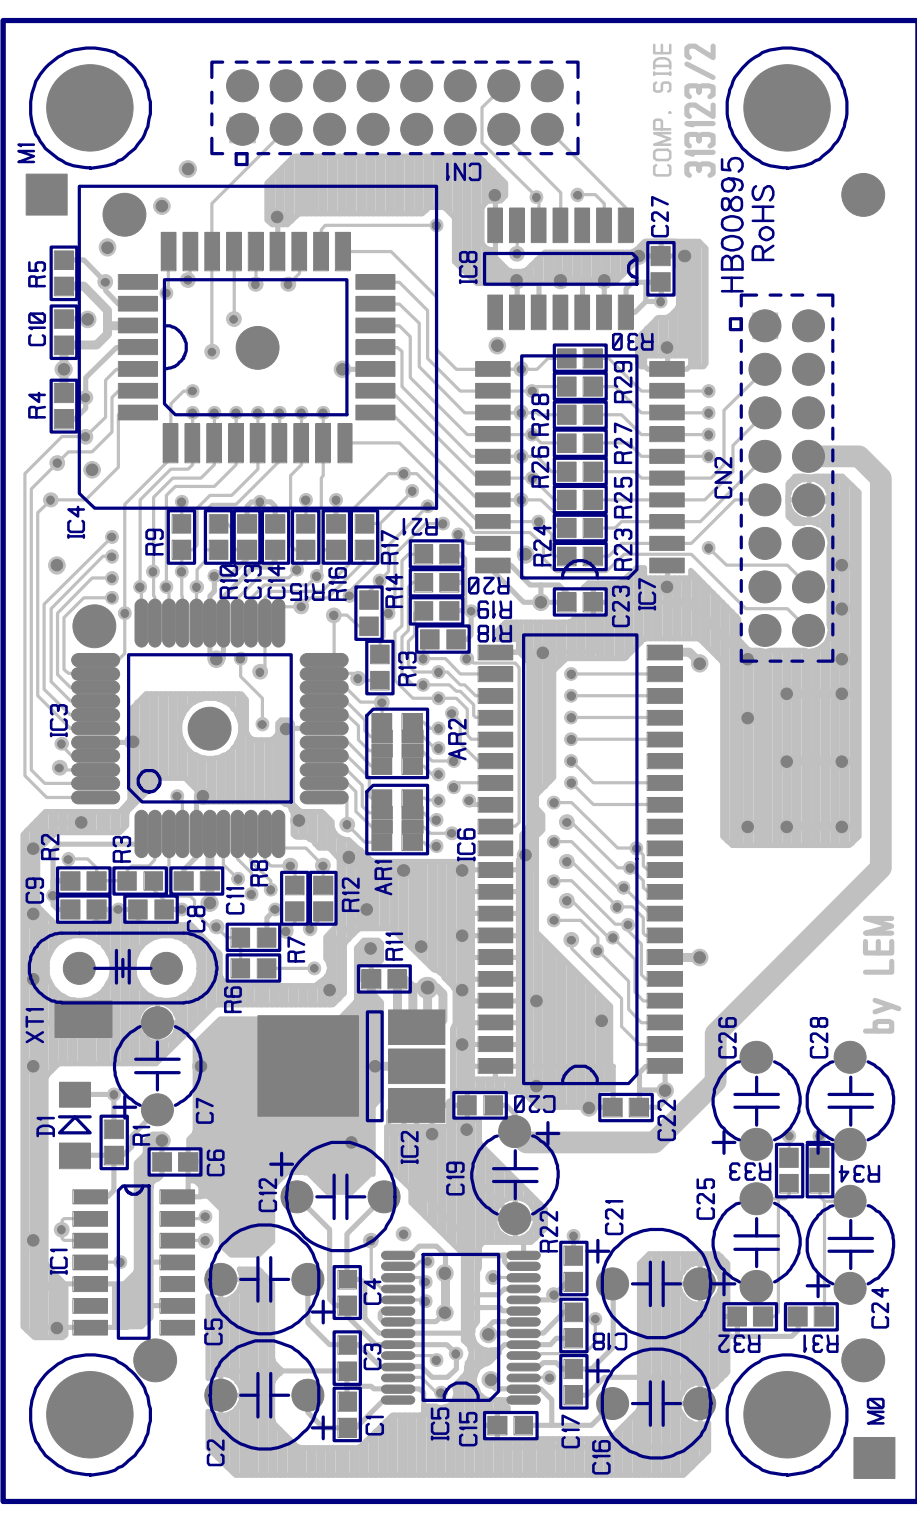 COMP. SIDE
313123/2
HB00895
RoHS
M1
CN1
C27
IC8
R5
C10
R4
R30
R29
R28
R27
R26
R25
R24
R23
CN2
IC4
R9
R10
C13
C14
R15
R16
R17
R21
R14
R20
R19
R18
C23
IC7
R13
IC3
AR2
AR1
IC6
R2
R3
C9
C8
C11
R8
R12
R7
R6
R11
XT1
by LEM
C26
C28
D1
R1
C7
C6
IC2
C20
C22
C19
C12
R33
R34
C25
IC1
R22
C21
C5
C4
C18
R32
R31
C24
C3
C2
C1
IC5
C15
C17
C16
M0